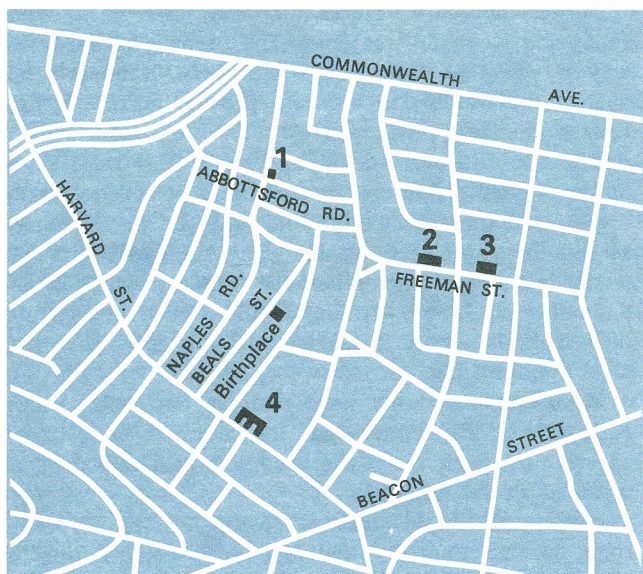 COMMONWEALTH AVE.
1
ABBOTTSFORD RD.
HARVARD ST.
2
3
FREEMAN ST.
NAPLES RD.
BEALS ST.
Birthplace
4
BEACON STREET